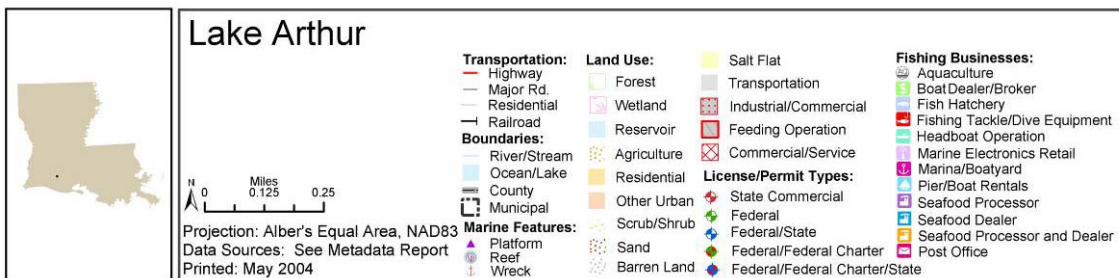 Lake Arthur
N
Miles
0 0.125 0.25
Projection: Alber's Equal Area, NAD83
Data Sources: See Metadata Report
Printed: May 2004
Transportation:
Highway
Major Rd.
Residential
Railroad
Boundaries:
River/Stream
Ocean/Lake
County
Municipal
Marine Features:
Platform
Reef
Wreck
Land Use:
Forest
Wetland
Reservoir
Agriculture
Residential
Other Urban
Scrub/Shrub
Sand
Barren Land
Salt Flat
Transportation
Industrial/Commercial
Feeding Operation
Commercial/Service
License/Permit Types:
State Commercial
Federal
Federal/State
Federal/Federal Charter
Federal/Federal Charter/State
Fishing Businesses:
Aquaculture
Boat Dealer/Broker
Fish Hatchery
Fishing Tackle/Dive Equipment
Headboat Operation
Marine Electronics Retail
Marina/Boatyard
Pier/Boat Rentals
Seafood Processor
Seafood Dealer
Seafood Processor and Dealer
Post Office